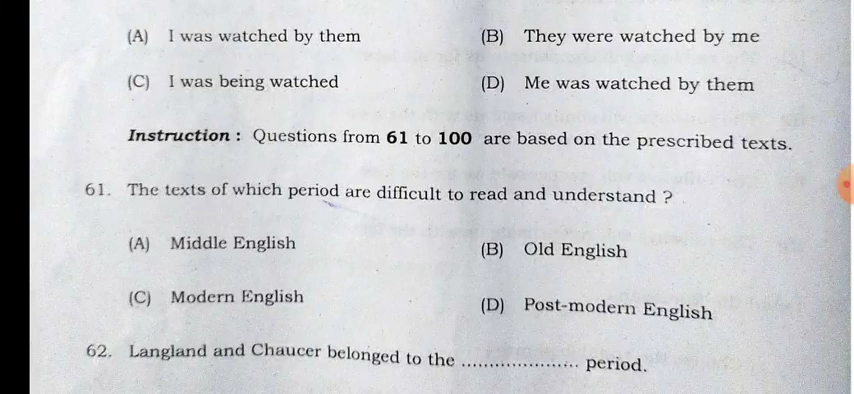 (A) I was watched by them (B) They were watched by me
(C) I was being watched (D) Me was watched by them
Instruction : Questions from 61 to 100 are based on the prescribed texts.
61. The texts of which period are difficult to read and understand ?
(A) Middle English (B) Old English
(C) Modern English (D) Post-modern English
62. Langland and Chaucer belonged to the .................... period.